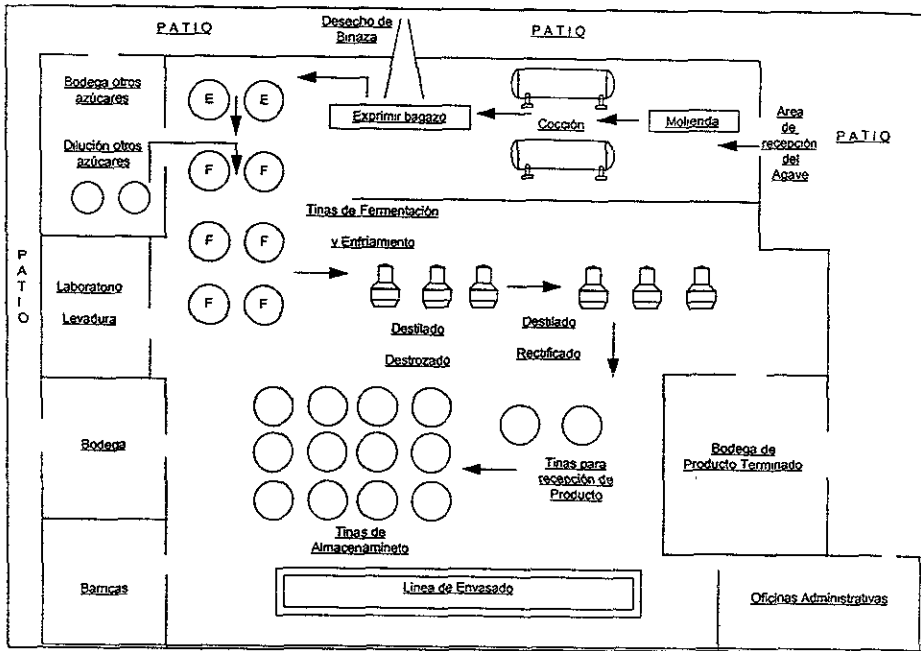 PATIO
Desecho de
Binaza
PATIO
Bodega otros
azúcares
E
E
Exprimir bagazo
Cocción
Molienda
Area
de
recepción
del
Agave
PATIO
Dilución otros
azúcares
F
F
Tinas de Fermentación
y Enfriamiento
F
F
PATIO
Laboratorio
Levadura
F
F
Destilado
Destrozado
Destilado
Rectificado
Bodega
Tinas para
recepción de
Producto
Bodega de
Producto Terminado
Tinas de
Almacenamineto
Barricas
Linea de Envasado
Oficinas Administrativas